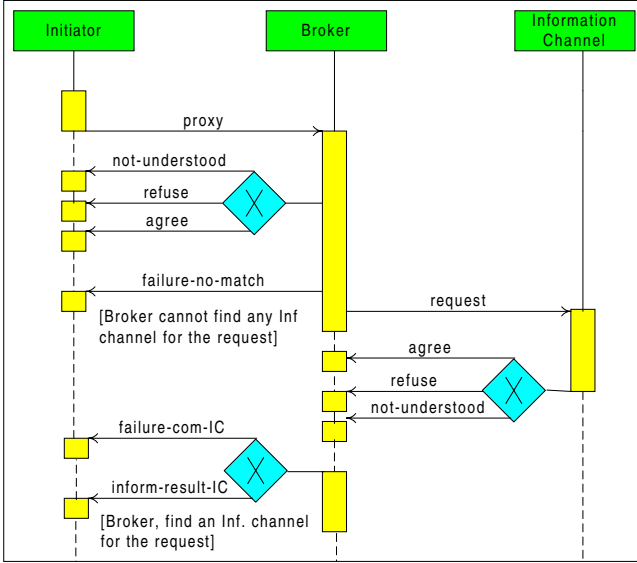 Initiator
Broker
Information
Channel
proxy
not-understood
refuse
agree
failure-no-match
request
[Broker cannot find any Inf
channel for the request]
agree
refuse
not-understood
failure-com-IC
inform-result-IC
[Broker, find an Inf. channel
for the request]